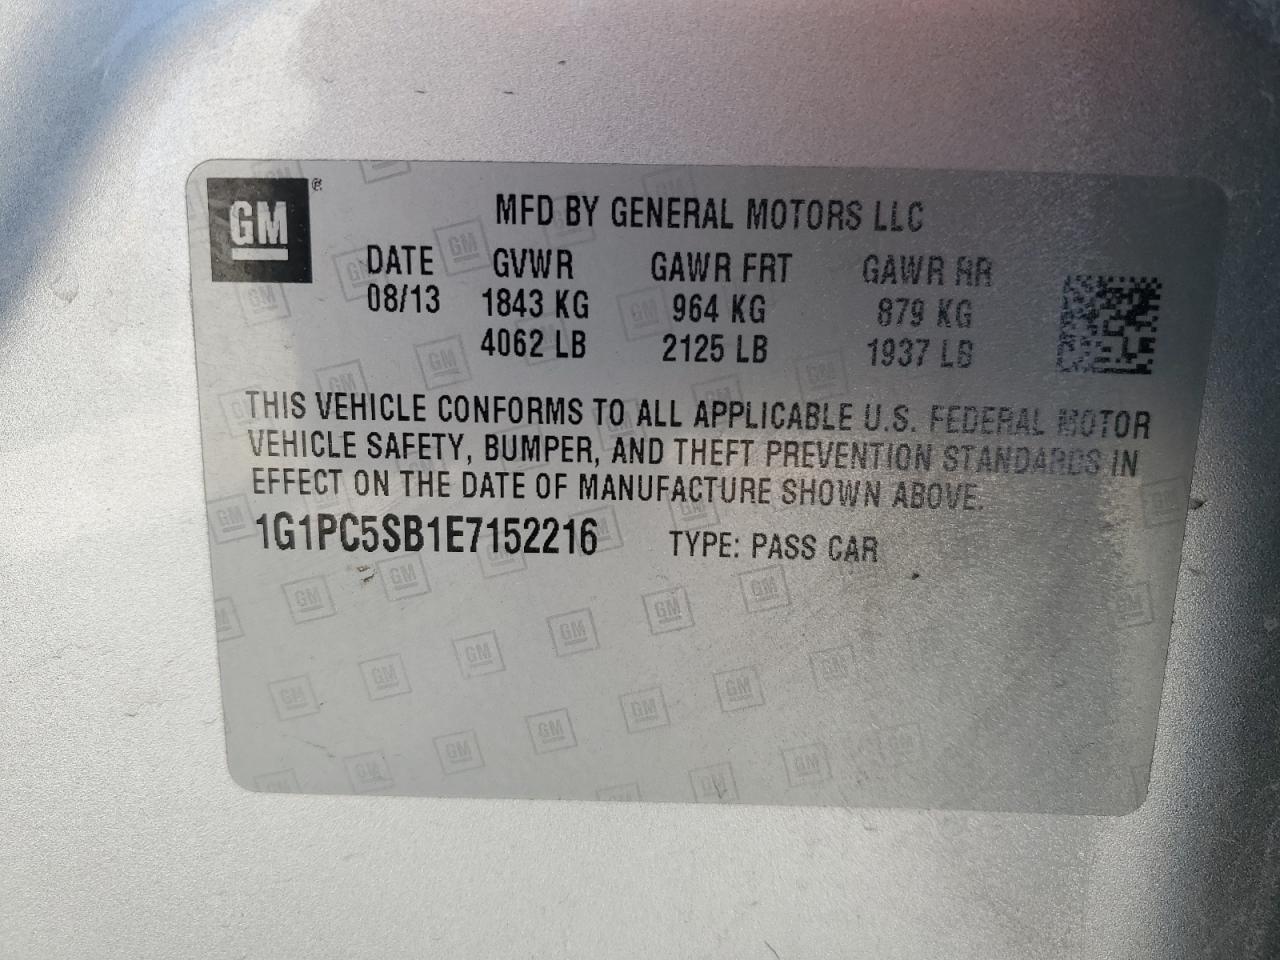 GM®
MFD BY GENERAL MOTORS LLC
DATE GVWR GAWR FRT GAWR RR
08/13 1843 KG 964 KG 879 KG
4062 LB 2125 LB 1937 LB
THIS VEHICLE CONFORMS TO ALL APPLICABLE U.S. FEDERAL MOTOR
VEHICLE SAFETY, BUMPER, AND THEFT PREVENTION STANDARDS IN
EFFECT ON THE DATE OF MANUFACTURE SHOWN ABOVE.
1G1PC5SB1E7152216 TYPE: PASS CAR